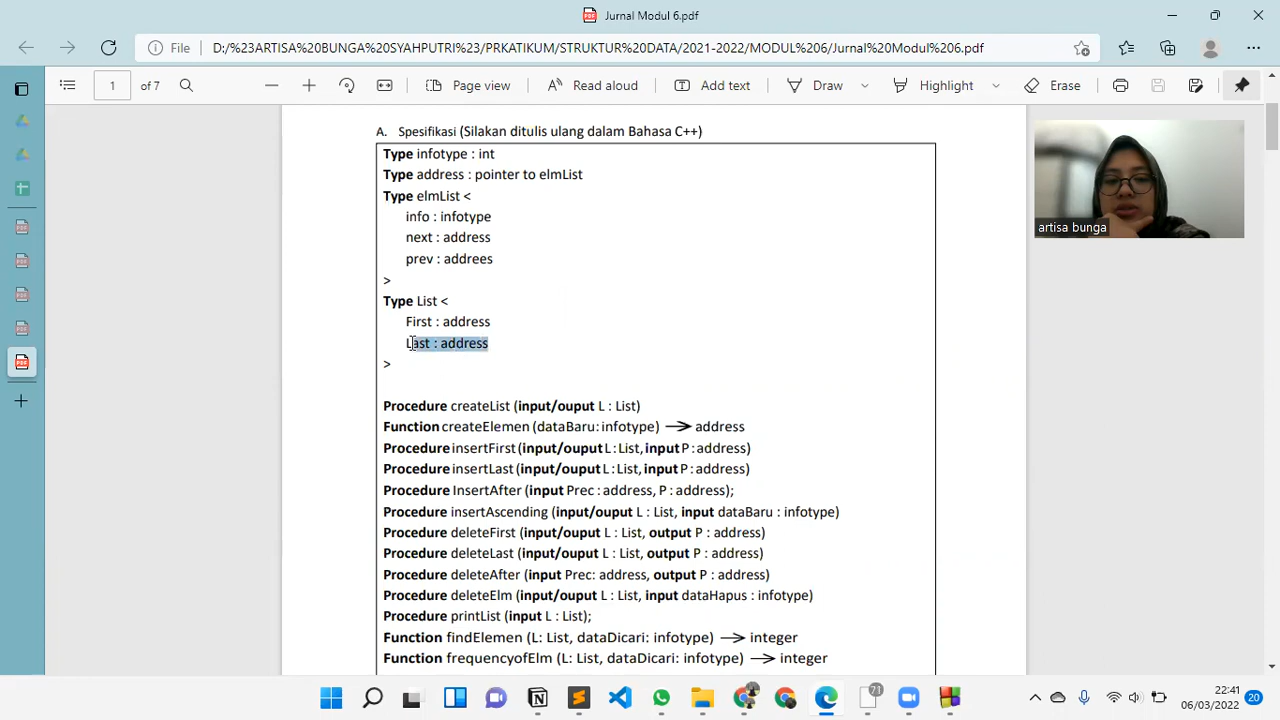 Jurnal Modul 6.pdf
File
D:/%23ARTISA%20BUNGA%20SYAHPUTRI%23/PRKATIKUM/STRUKTUR%20DATA/2021-2022/MODUL%206/Jurnal%20Modul%206.pdf
1 of 7
Page view
Read aloud
Add text
Draw
Highlight
Erase
A. Spesifikasi (Silakan ditulis ulang dalam Bahasa C++)
Type infotype : int
Type address : pointer to elmList
Type elmList <
info : infotype
next : address
prev : addrees
>
Type List <
First : address
Last : address
>
Procedure createList (input/ouput L : List)
Function createElemen (dataBaru: infotype) → address
Procedure insertFirst (input/ouput L : List, input P : address)
Procedure insertLast (input/ouput L : List, input P : address)
Procedure InsertAfter (input Prec : address, P : address);
Procedure insertAscending (input/ouput L : List, input dataBaru : infotype)
Procedure deleteFirst (input/ouput L : List, output P : address)
Procedure deleteLast (input/ouput L : List, output P : address)
Procedure deleteAfter (input Prec: address, output P : address)
Procedure deleteElm (input/ouput L : List, input dataHapus : infotype)
Procedure printList (input L : List);
Function findElemen (L: List, dataDicari: infotype) → integer
Function frequencyofElm (L: List, dataDicari: infotype) → integer
artisa bunga
71
22:41
06/03/2022
20